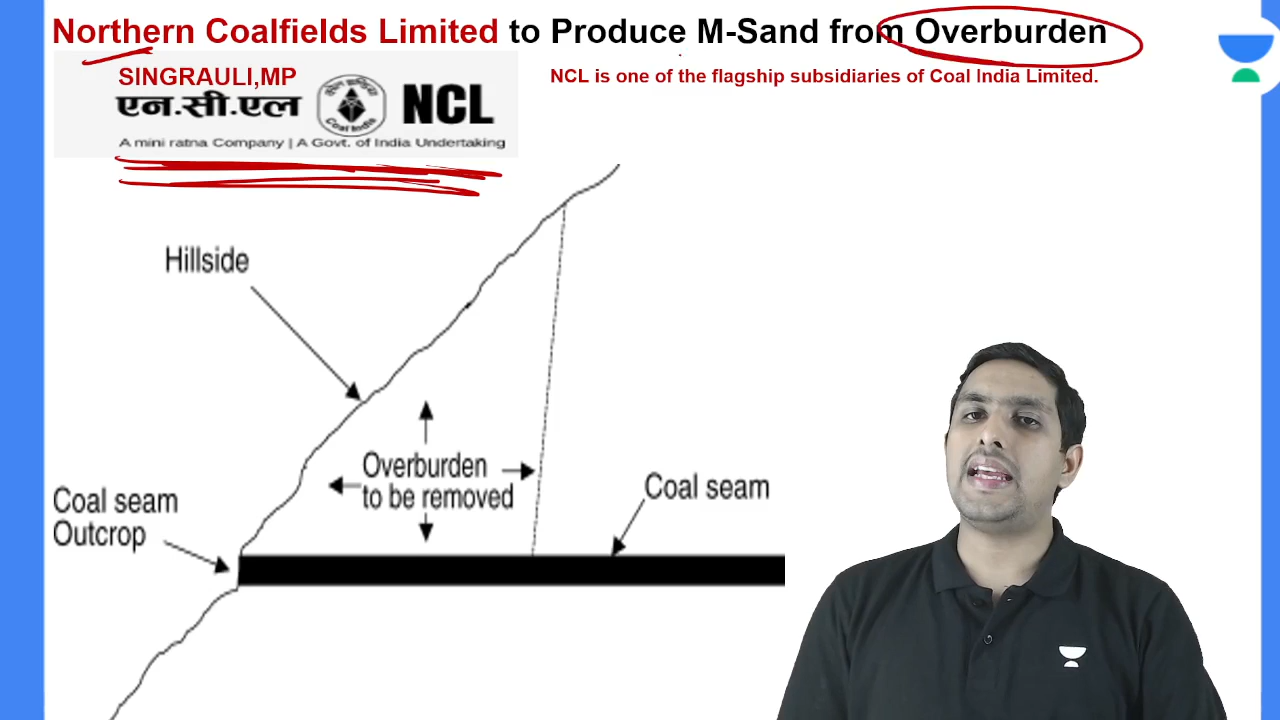 Northern Coalfields Limited to Produce M-Sand from Overburden
SINGRAULI,MP
NCL is one of the flagship subsidiaries of Coal India Limited.
एन.सी.एल
Coal India
NCL
A mini ratna Company | A Govt. of India Undertaking
Hillside
Overburden
to be removed
Coal seam
Coal seam
Outcrop